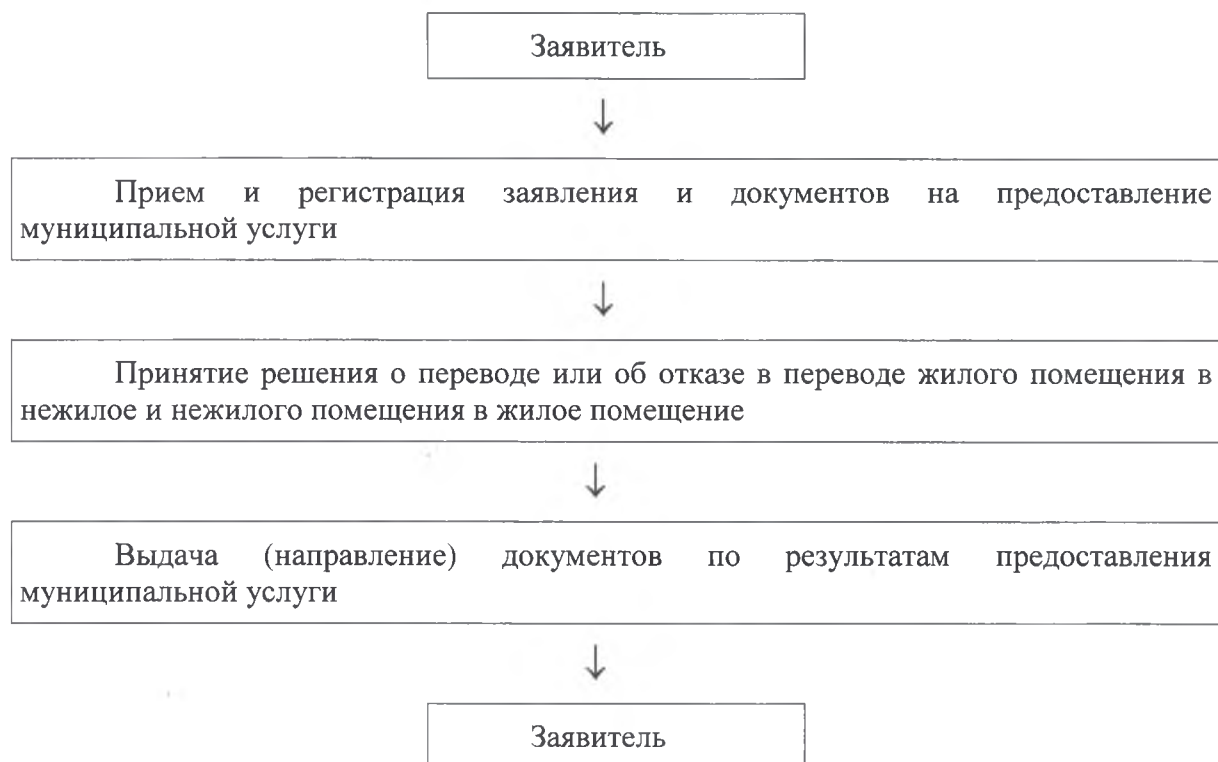 Заявитель
Прием и регистрация заявления и документов на предоставление
муниципальной услуги
Принятие решения о переводе или об отказе в переводе жилого помещения в
нежилое и нежилого помещения в жилое помещение
Выдача (направление) документов по результатам предоставления
муниципальной услуги
Заявитель